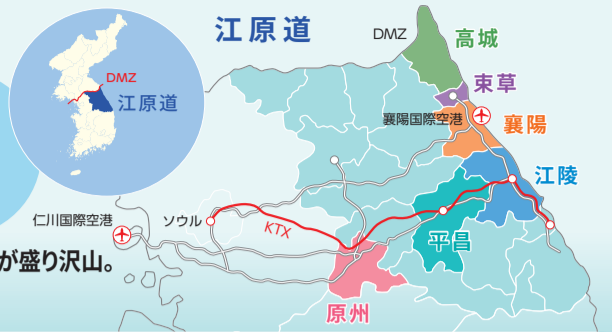 江原道
DMZ
高城
DMZ
江原道
束草
襄陽国際空港
襄陽
江陵
仁川国際空港
ソウル
KTX
平昌
が盛り沢山。
原州